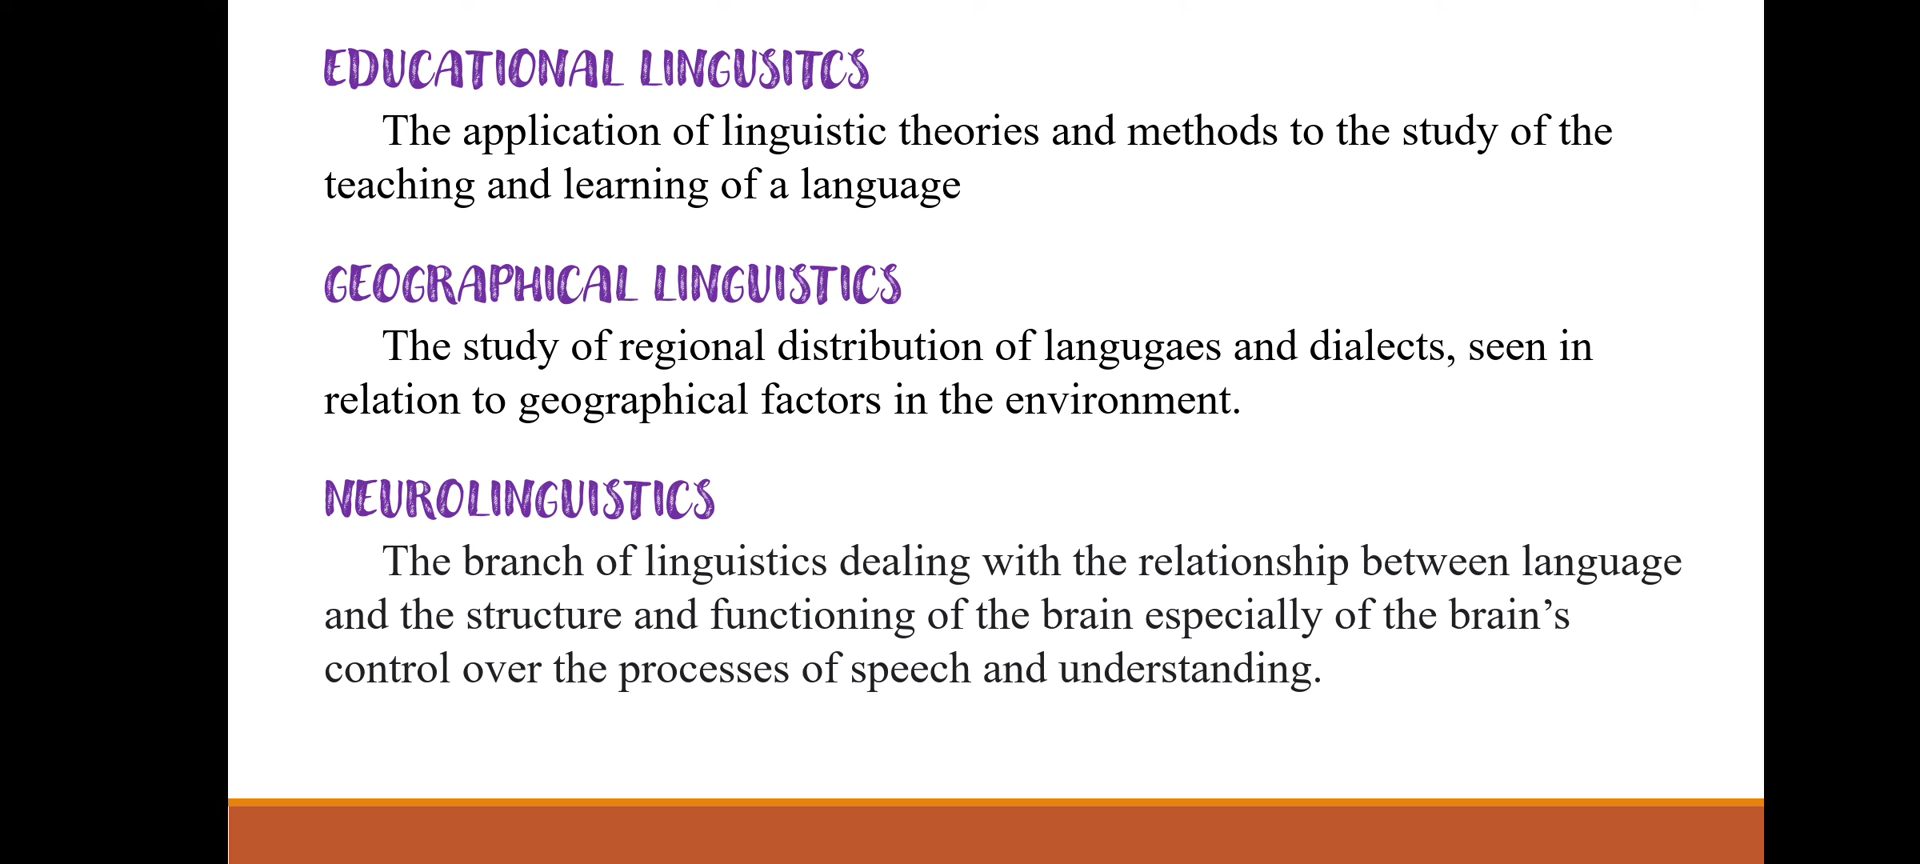 EDUCATIONAL LINGUSITCS
The application of linguistic theories and methods to the study of the
teaching and learning of a language
GEOGRAPHICAL LINGUISTICS
The study of regional distribution of langugaes and dialects, seen in
relation to geographical factors in the environment.
NEUROLINGUISTICS
The branch of linguistics dealing with the relationship between language
and the structure and functioning of the brain especially of the brain’s
control over the processes of speech and understanding.